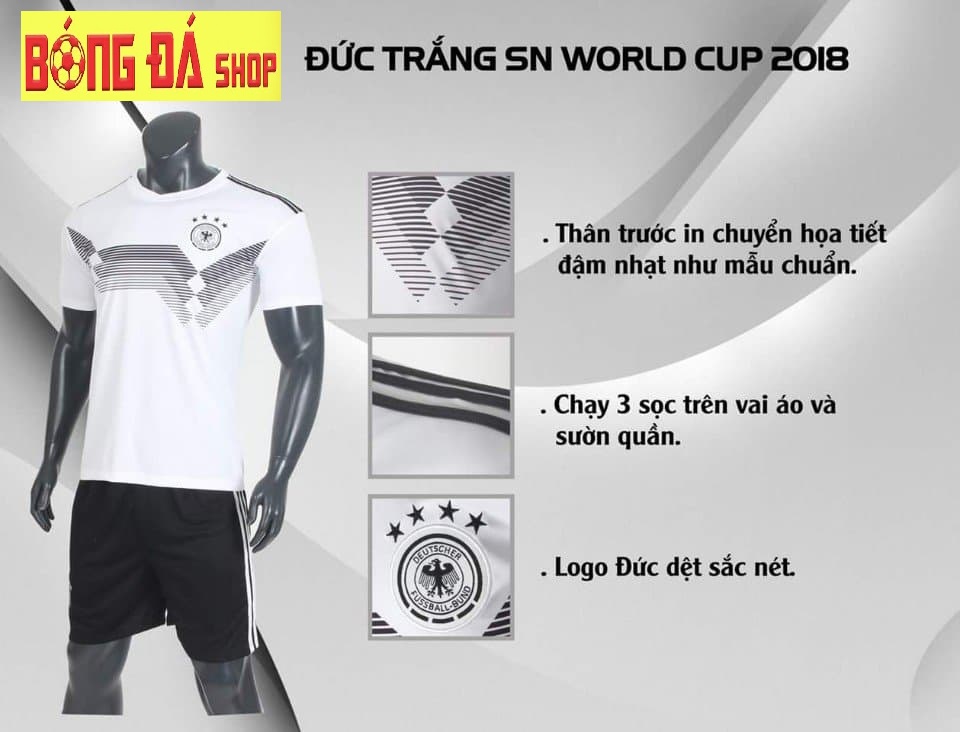 BÓNG ĐÁ SHOP
ĐỨC TRẮNG SN WORLD CUP 2018
. Thân trước in chuyển họa tiết
đậm nhạt như mẫu chuẩn.
. Chạy 3 sọc trên vai áo và
sườn quần.
DEUTSCHER
FUSSBALL-BUND
. Logo Đức dệt sắc nét.